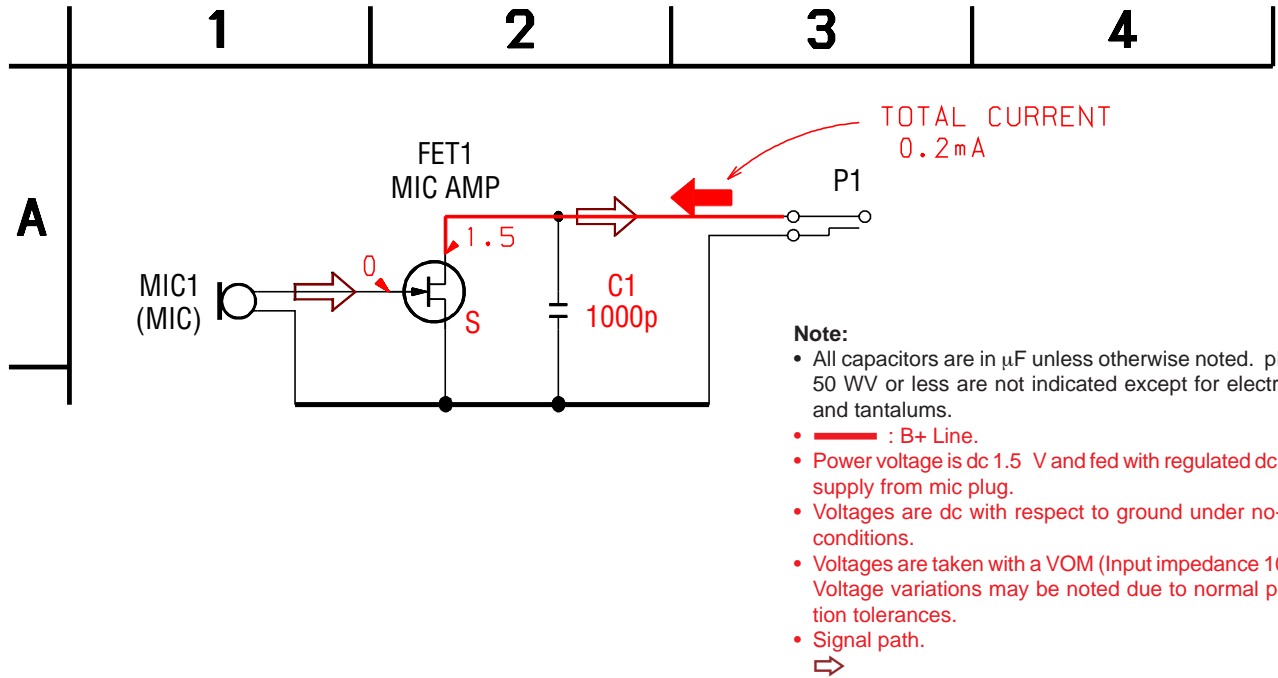 1 2 3 4
A
TOTAL CURRENT
0.2mA
FET1
MIC AMP
P1
1.5
0
MIC1
(MIC)
S
C1
1000p
Note:
• All capacitors are in µF unless otherwise noted.
50 WV or less are not indicated except for
and tantalums.
• : B+ Line.
• Power voltage is dc 1.5 V and fed with regulated dc
supply from mic plug.
• Voltages are dc with respect to ground under no-
conditions.
• Voltages are taken with a VOM (Input impedance
Voltage variations may be noted due to normal
tion tolerances.
• Signal path.